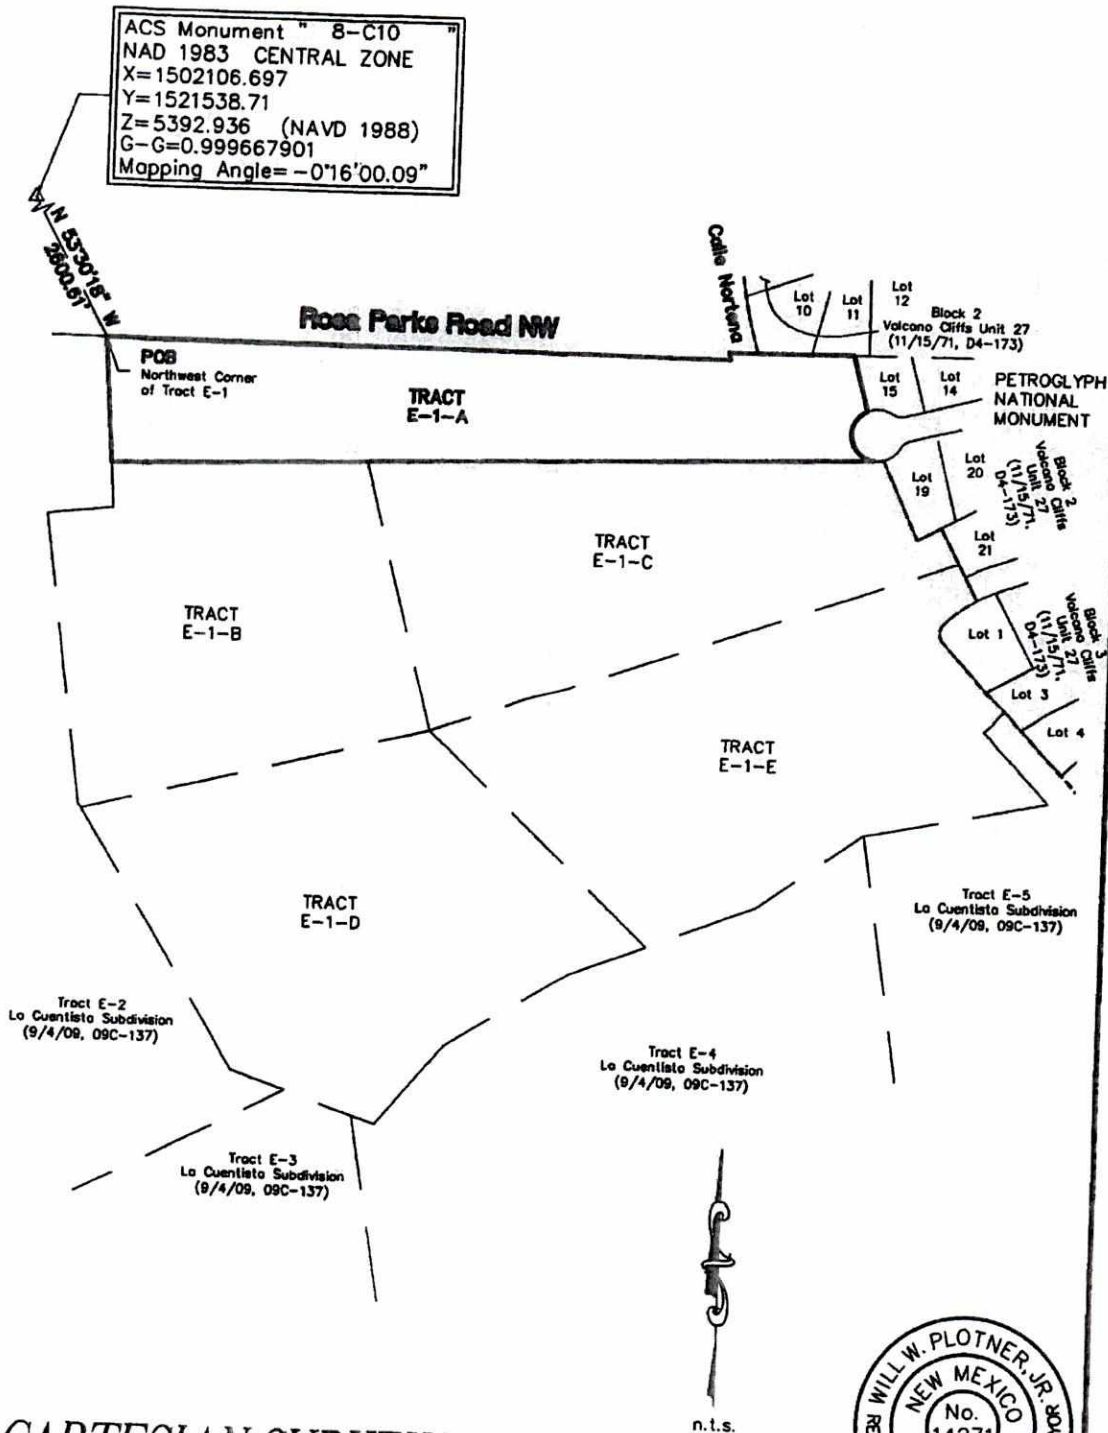 ACS Monument " 8-C10 "
NAD 1983 CENTRAL ZONE
X=1502106.697
Y=1521538.71
Z=5392.936 (NAVD 1988)
G-G=0.999667901
Mapping Angle= -0°16'00.09"
N 53°30'18" W
2600.61'
Rosa Parks Road NW
Calle Nortena
POB
Northwest Corner
of Tract E-1
TRACT
E-1-A
Lot
10
Lot
11
Lot
12
Block 2
Volcano Cliffs Unit 27
(11/15/71, D4-173)
Lot
15
Lot
14
PETROGLYPH
NATIONAL
MONUMENT
Lot
19
Lot
20
Block 2
Volcano Cliffs
Unit 27
(11/15/71,
D4-173)
Lot
21
TRACT
E-1-B
TRACT
E-1-C
Lot 1
Block 3
Volcano Cliffs
Unit 27
(11/15/71,
D4-173)
Lot 3
Lot 4
TRACT
E-1-E
TRACT
E-1-D
Tract E-5
La Cuentista Subdivision
(9/4/09, 09C-137)
Tract E-2
La Cuentista Subdivision
(9/4/09, 09C-137)
Tract E-4
La Cuentista Subdivision
(9/4/09, 09C-137)
Tract E-3
La Cuentista Subdivision
(9/4/09, 09C-137)
n.t.s.
WILL W. PLOTNER, JR.
NEW MEXICO
No.
14271